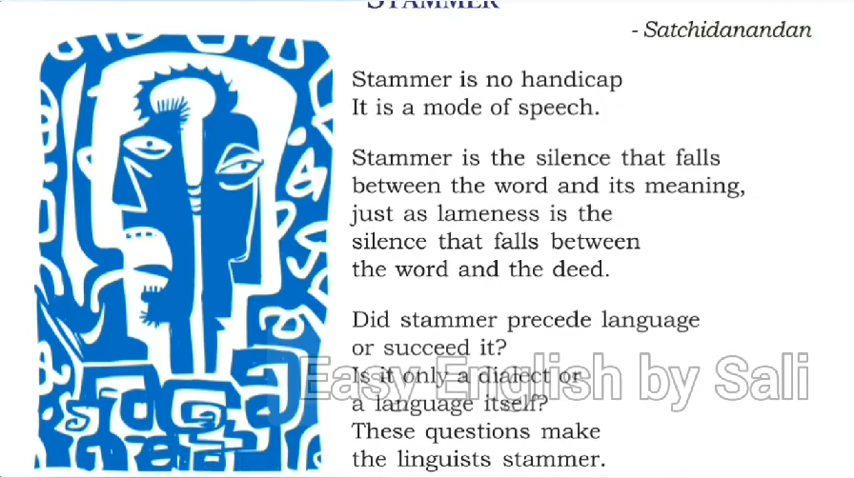 STAMMER
- Satchidanandan
Stammer is no handicap
It is a mode of speech.
Stammer is the silence that falls
between the word and its meaning,
just as lameness is the
silence that falls between
the word and the deed.
Did stammer precede language
or succeed it?
Is it only a dialect or
a language itself?
These questions make
the linguists stammer.
Easy English by Sali